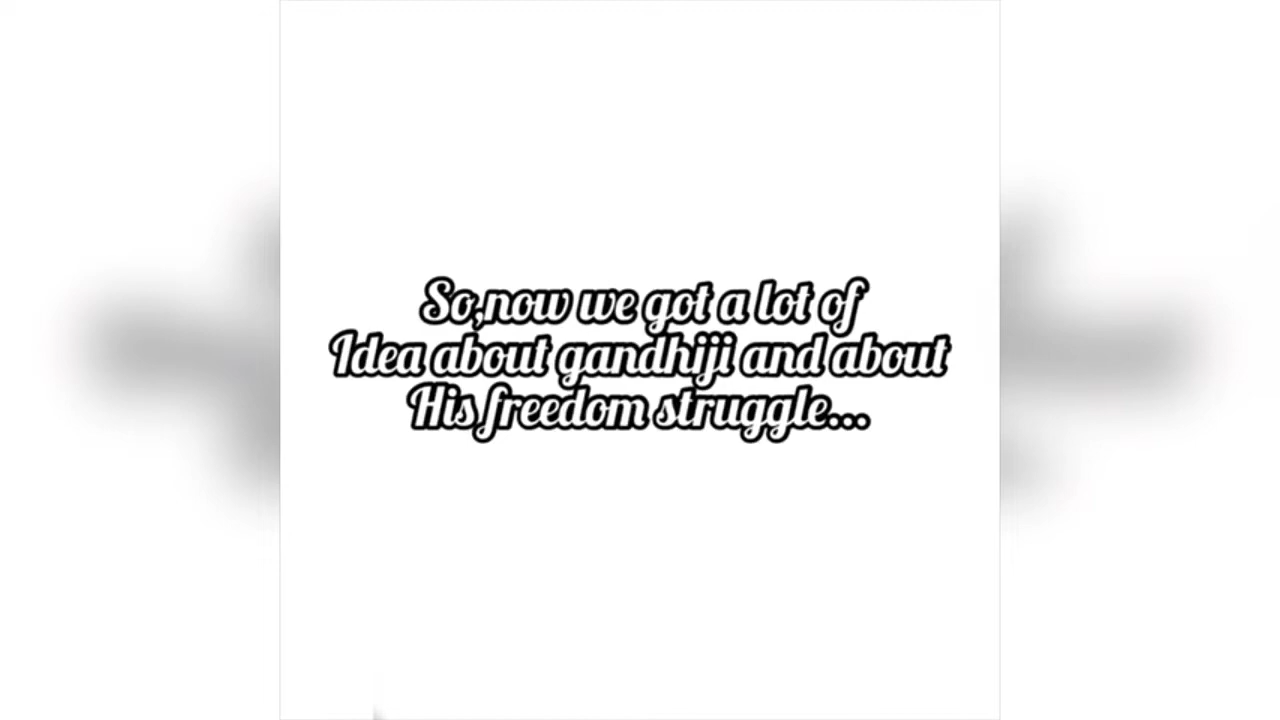 So,now we got a lot of
Idea about gandhiji and about
His freedom struggle...